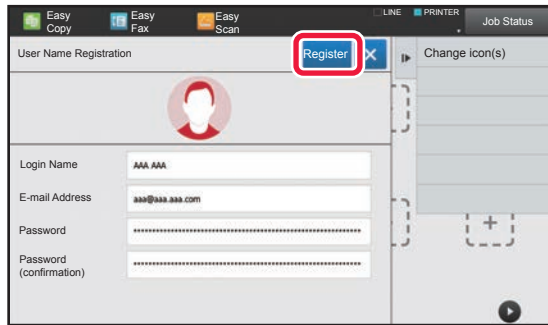 Easy
Copy
Easy
Fax
Easy
Scan
LINE
PRINTER
Job Status
User Name Registration
Register
Change icon(s)
Login Name
AAA AAA
E-mail Address
aaa@aaa.aaa.com
Password
Password
(confirmation)